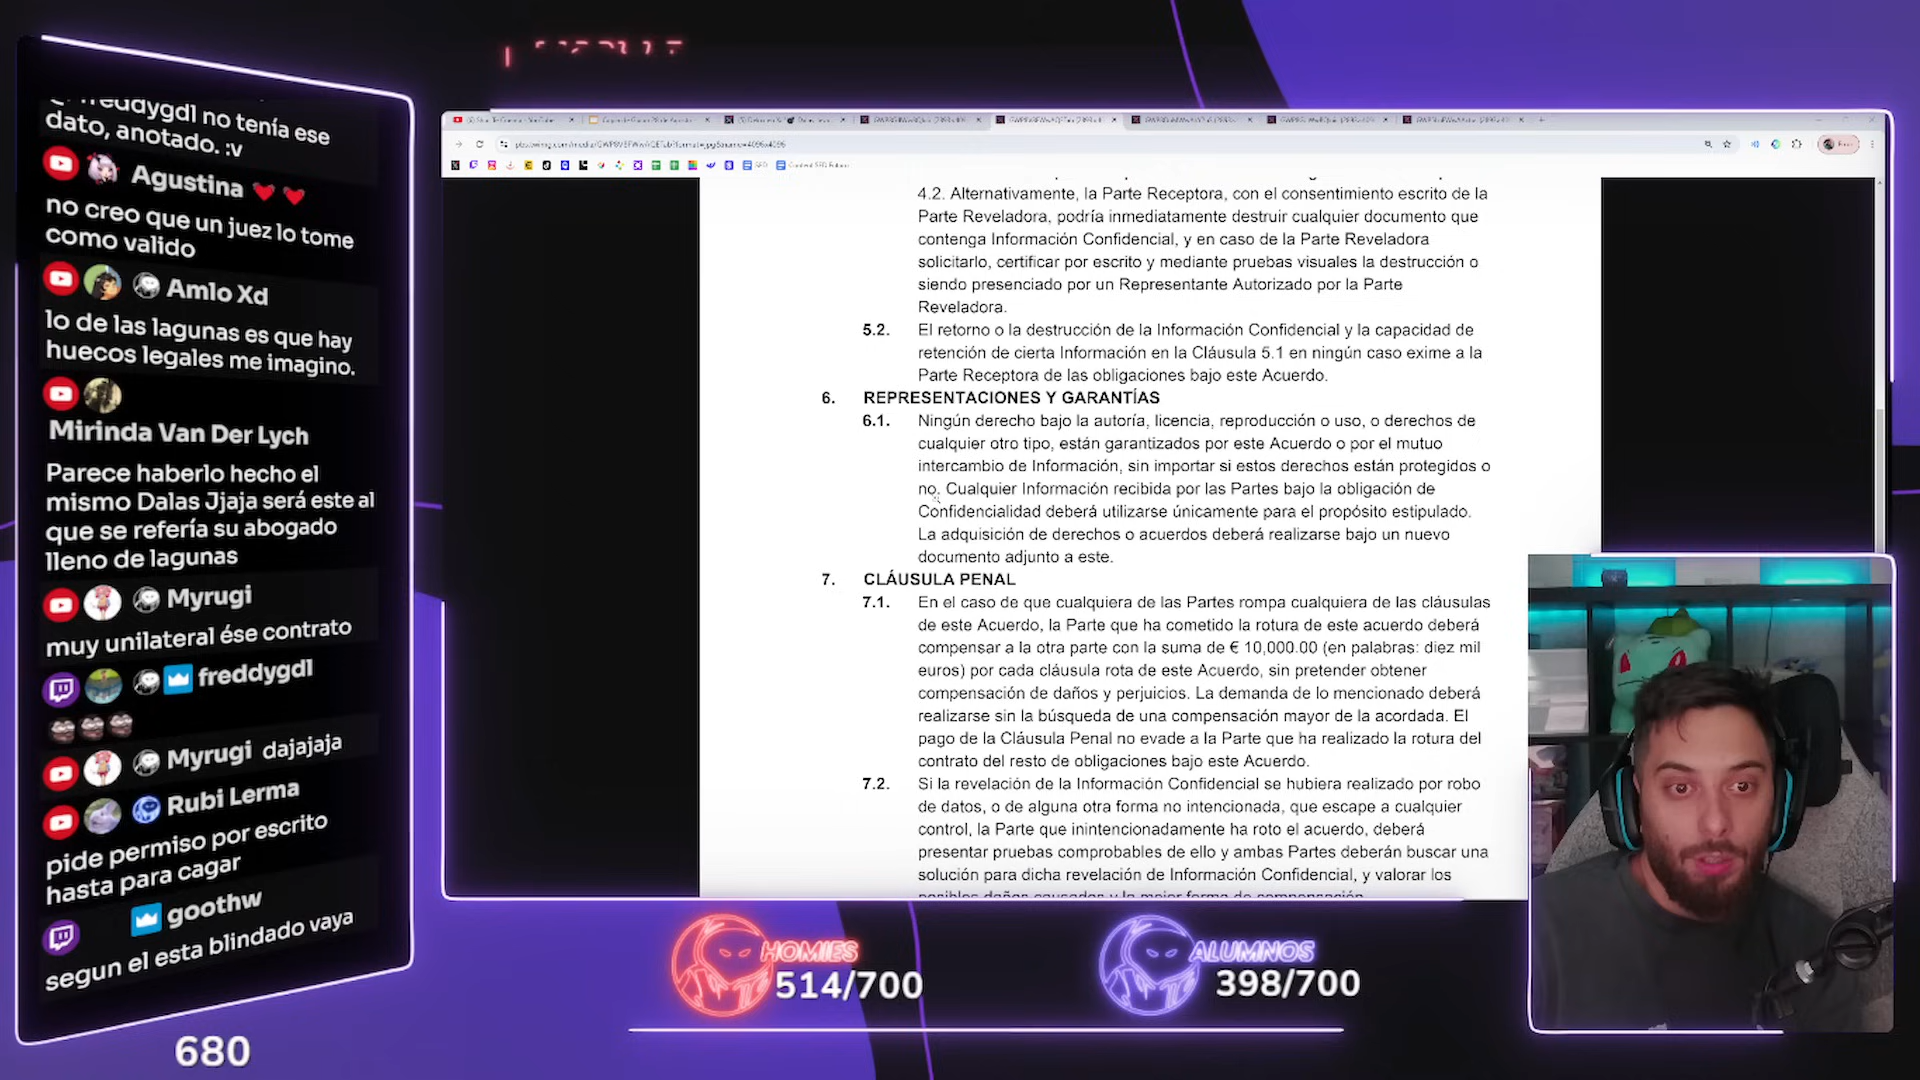 freddygdl no tenía ese
dato, anotado. :v
Agustina
no creo que un juez lo tome
como valido
Amlo Xd
lo de las lagunas es que hay
huecos legales me imagino.
Mirinda Van Der Lych
Parece haberlo hecho el
mismo Dalas Jjaja será este al
que se refería su abogado
lleno de lagunas
Myrugi
muy unilateral ése contrato
freddygdl
Myrugi dajajaja
Rubi Lerma
pide permiso por escrito
hasta para cagar
goothw
segun el esta blindado vaya
680
4.2. Alternativamente, la Parte Receptora, con el consentimiento escrito de la
Parte Reveladora, podría inmediatamente destruir cualquier documento que
contenga Información Confidencial, y en caso de la Parte Reveladora
solicitarlo, certificar por escrito y mediante pruebas visuales la destrucción o
siendo presenciado por un Representante Autorizado por la Parte
Reveladora.
5.2. El retorno o la destrucción de la Información Confidencial y la capacidad de
retención de cierta Información en la Cláusula 5.1 en ningún caso exime a la
Parte Receptora de las obligaciones bajo este Acuerdo.
6. REPRESENTACIONES Y GARANTÍAS
6.1. Ningún derecho bajo la autoría, licencia, reproducción o uso, o derechos de
cualquier otro tipo, están garantizados por este Acuerdo o por el mutuo
intercambio de Información, sin importar si estos derechos están protegidos o
no. Cualquier Información recibida por las Partes bajo la obligación de
Confidencialidad deberá utilizarse únicamente para el propósito estipulado.
La adquisición de derechos o acuerdos deberá realizarse bajo un nuevo
documento adjunto a este.
7. CLÁUSULA PENAL
7.1. En el caso de que cualquiera de las Partes rompa cualquiera de las cláusulas
de este Acuerdo, la Parte que ha cometido la rotura de este acuerdo deberá
compensar a la otra parte con la suma de € 10,000.00 (en palabras: diez mil
euros) por cada cláusula rota de este Acuerdo, sin pretender obtener
compensación de daños y perjuicios. La demanda de lo mencionado deberá
realizarse sin la búsqueda de una compensación mayor de la acordada. El
pago de la Cláusula Penal no evade a la Parte que ha realizado la rotura del
contrato del resto de obligaciones bajo este Acuerdo.
7.2. Si la revelación de la Información Confidencial se hubiera realizado por robo
de datos, o de alguna otra forma no intencionada, que escape a cualquier
control, la Parte que inintencionadamente ha roto el acuerdo, deberá
presentar pruebas comprobables de ello y ambas Partes deberán buscar una
solución para dicha revelación de Información Confidencial, y valorar los
posibles daños causados y la mejor forma de compensación.
HOMIES
514/700
ALUMNOS
398/700